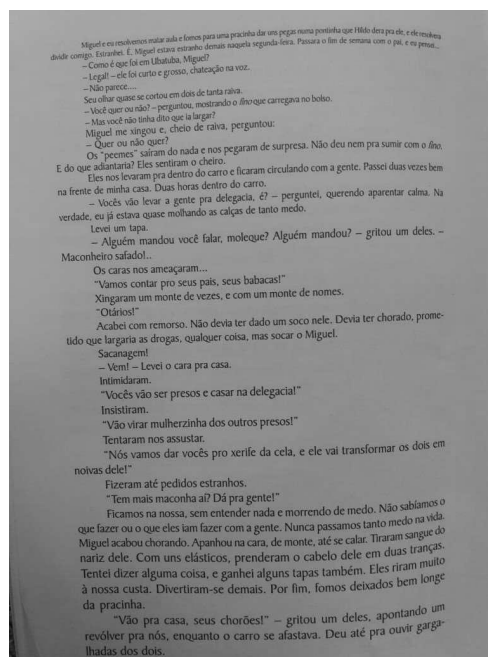 Miguel e eu resolvemos matar aula e fomos para uma pracinha dar uns pegas numa pontinha que Hildo dera pra ele, e ele resolvera
divide comigo. Estranhei. É, Miguel estava estranho demais naquela segunda-feira. Passara o fim de semana com o pai, e eu pensei...
– Como é que foi em Ubatuba, Miguel?
– Legal! – ele foi curto e grosso, chateação na voz.
– Não parece....
Seu olhar quase se cortou em dois de tanta raiva.
– Você quer ou não? – perguntou, mostrando o fino que carregava no bolso.
– Mas você não tinha dito que ia largar?
Miguel me xingou e, cheio de raiva, perguntou:
– Quer ou não quer?
Os "peemes" saíram do nada e nos pegaram de surpresa. Não deu nem pra sumir com o fino.
E do que adiantaria? Eles sentiram o cheiro.
Eles nos levaram pra dentro do carro e ficaram circulando com a gente. Passei duas vezes bem
na frente de minha casa. Duas horas dentro do carro.
– Vocês vão levar a gente pra delegacia, é? – perguntei, querendo aparentar calma. Na
verdade, eu já estava quase molhando as calças de tanto medo.
Levei um tapa.
– Alguém mandou você falar, moleque? Alguém mandou? – gritou um deles. –
Maconheiro safado!..
Os caras nos ameaçaram...
"Vamos contar pro seus pais, seus babacas!"
Xingaram um monte de vezes, e com um monte de nomes.
"Otários!"
Acabei com remorso. Não devia ter dado um soco nele. Devia ter chorado, prome-
tido que largaria as drogas, qualquer coisa, mas socar o Miguel.
Sacanagem!
– Vem! – Levei o cara pra casa.
Intimidaram.
"Vocês vão ser presos e casar na delegacia!"
Insistiram.
"Vão virar mulherzinha dos outros presos!"
Tentaram nos assustar.
"Nós vamos dar vocês pro xerife da cela, e ele vai transformar os dois em
noivas dele!"
Fizeram até pedidos estranhos.
"Tem mais maconha aí? Dá pra gente!"
Ficamos na nossa, sem entender nada e morrendo de medo. Não sabíamos o
que fazer ou o que eles iam fazer com a gente. Nunca passamos tanto medo na vida.
Miguel acabou chorando. Apanhou na cara, de monte, até se calar. Tiraram sangue do
nariz dele. Com uns elásticos, prenderam o cabelo dele em duas tranças.
Tentei dizer alguma coisa, e ganhei alguns tapas também. Eles riram muito
à nossa custa. Divertiram-se demais. Por fim, fomos deixados bem longe
da pracinha.
"Vão pra casa, seus chorões!" – gritou um deles, apontando um
revólver pra nós, enquanto o carro se afastava. Deu até pra ouvir garga-
lhadas dos dois.